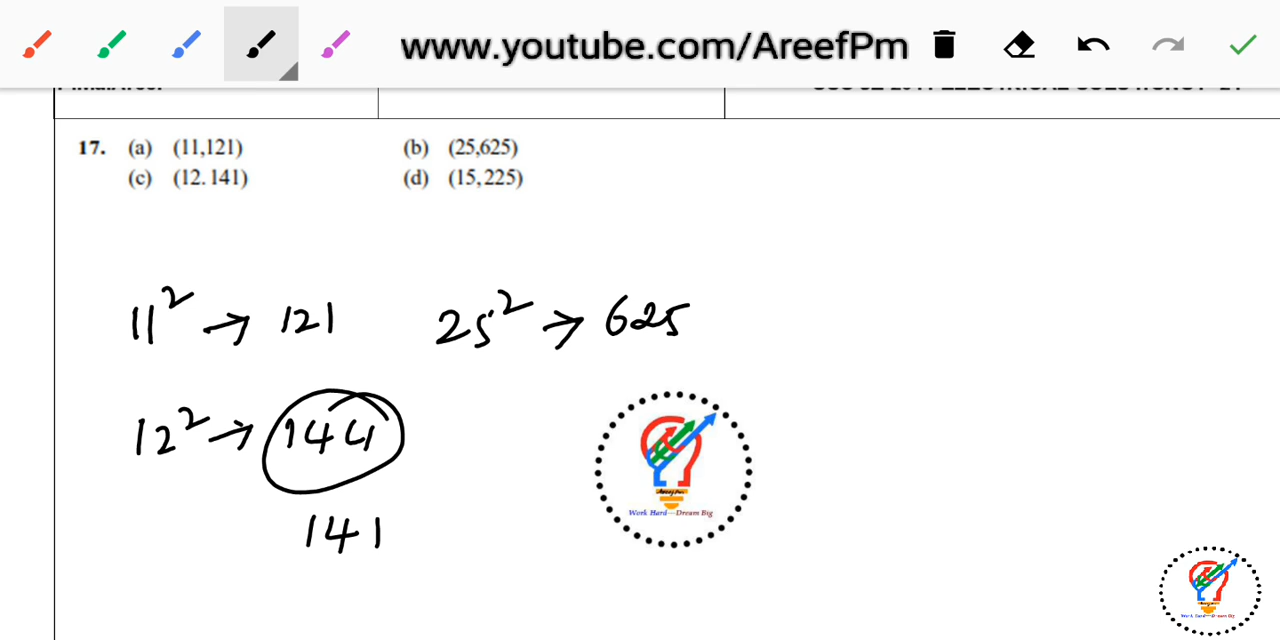 www.youtube.com/AreefPm
17. (a) (11,121) (b) (25,625)
(c) (12.141) (d) (15,225)
11² → 121 25² → 625
12² → 144
141
Work Hard—Dream Big